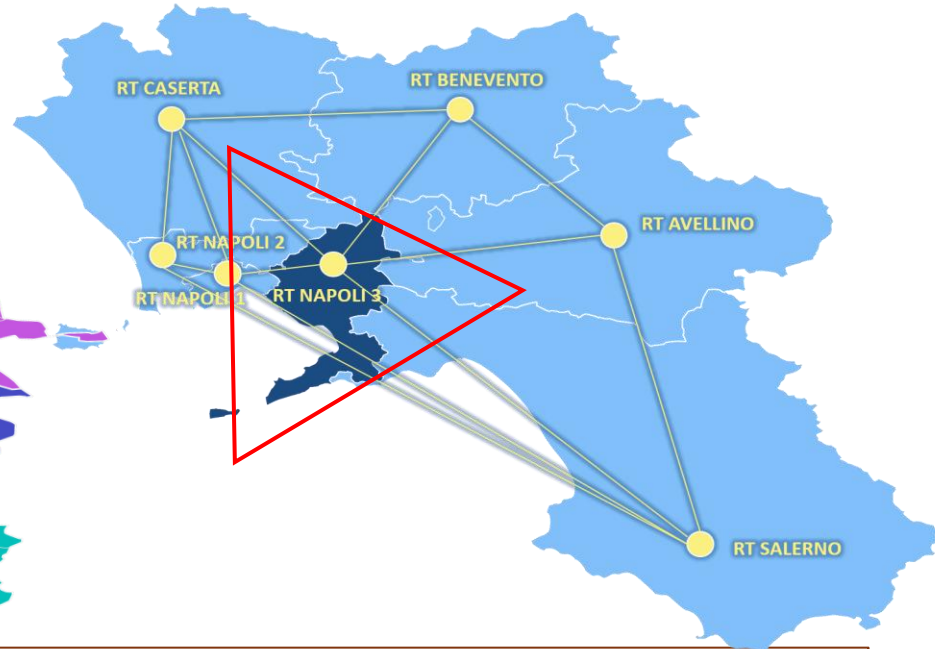 RT BENEVENTO
RT CASERTA
RT AVELLINO
RT NAPOLI 2
RT NAPOLI 1
RT NAPOLI 3
RT SALERNO